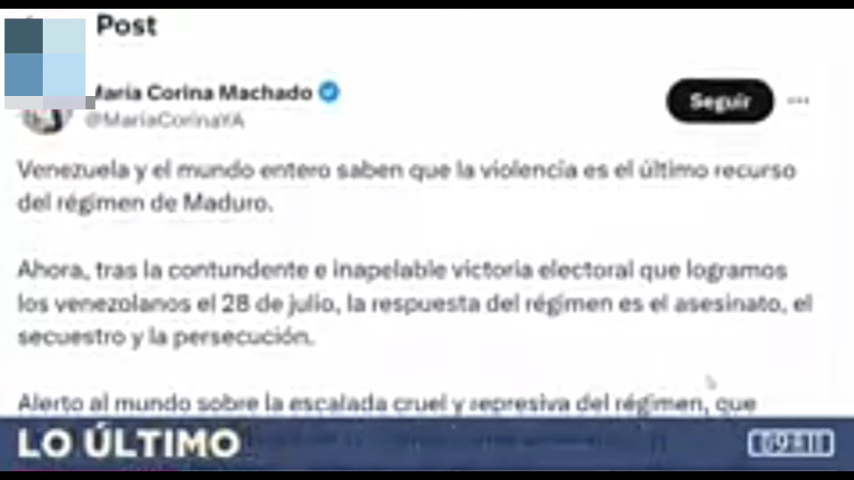 Post
María Corina Machado
@MariaCorinaYA
Seguir
Venezuela y el mundo entero saben que la violencia es el último recurso
del régimen de Maduro.
Ahora, tras la contundente e inapelable victoria electoral que logramos
los venezolanos el 28 de julio, la respuesta del régimen es el asesinato, el
secuestro y la persecución.
Alerto al mundo sobre la escalada cruel y represiva del régimen, que
LO ÚLTIMO